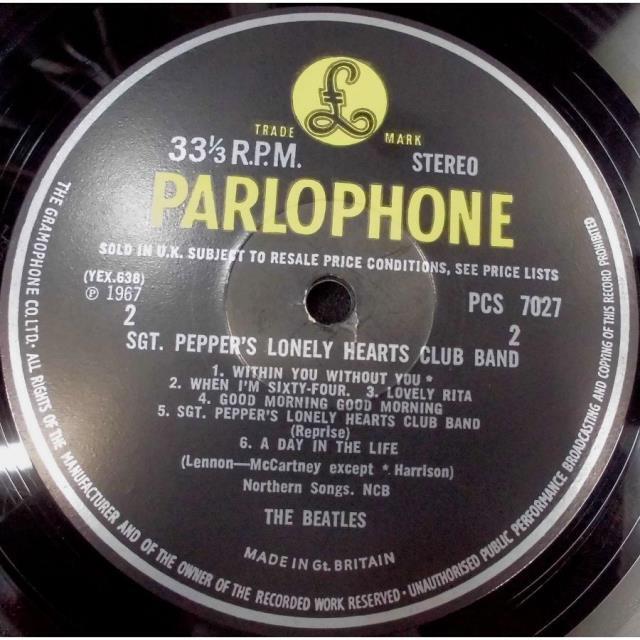 £
TRADE MARK
33⅓ R.P.M. STEREO
PARLOPHONE
SOLD IN U.K. SUBJECT TO RESALE PRICE CONDITIONS, SEE PRICE LISTS
(YEX.638)
℗ 1967 PCS 7027
2 2
SGT. PEPPER'S LONELY HEARTS CLUB BAND
1. WITHIN YOU WITHOUT YOU *
2. WHEN I'M SIXTY-FOUR. 3. LOVELY RITA
4. GOOD MORNING GOOD MORNING
5. SGT. PEPPER'S LONELY HEARTS CLUB BAND
(Reprise)
6. A DAY IN THE LIFE
(Lennon—McCartney except *. Harrison)
Northern Songs. NCB
THE BEATLES
MADE IN Gt. BRITAIN
THE GRAMOPHONE CO. LTD.· ALL RIGHTS OF THE MANUFACTURER AND OF THE OWNER OF THE RECORDED WORK RESERVED · UNAUTHORISED PUBLIC PERFORMANCE BROADCASTING AND COPYING OF THIS RECORD PROHIBITED